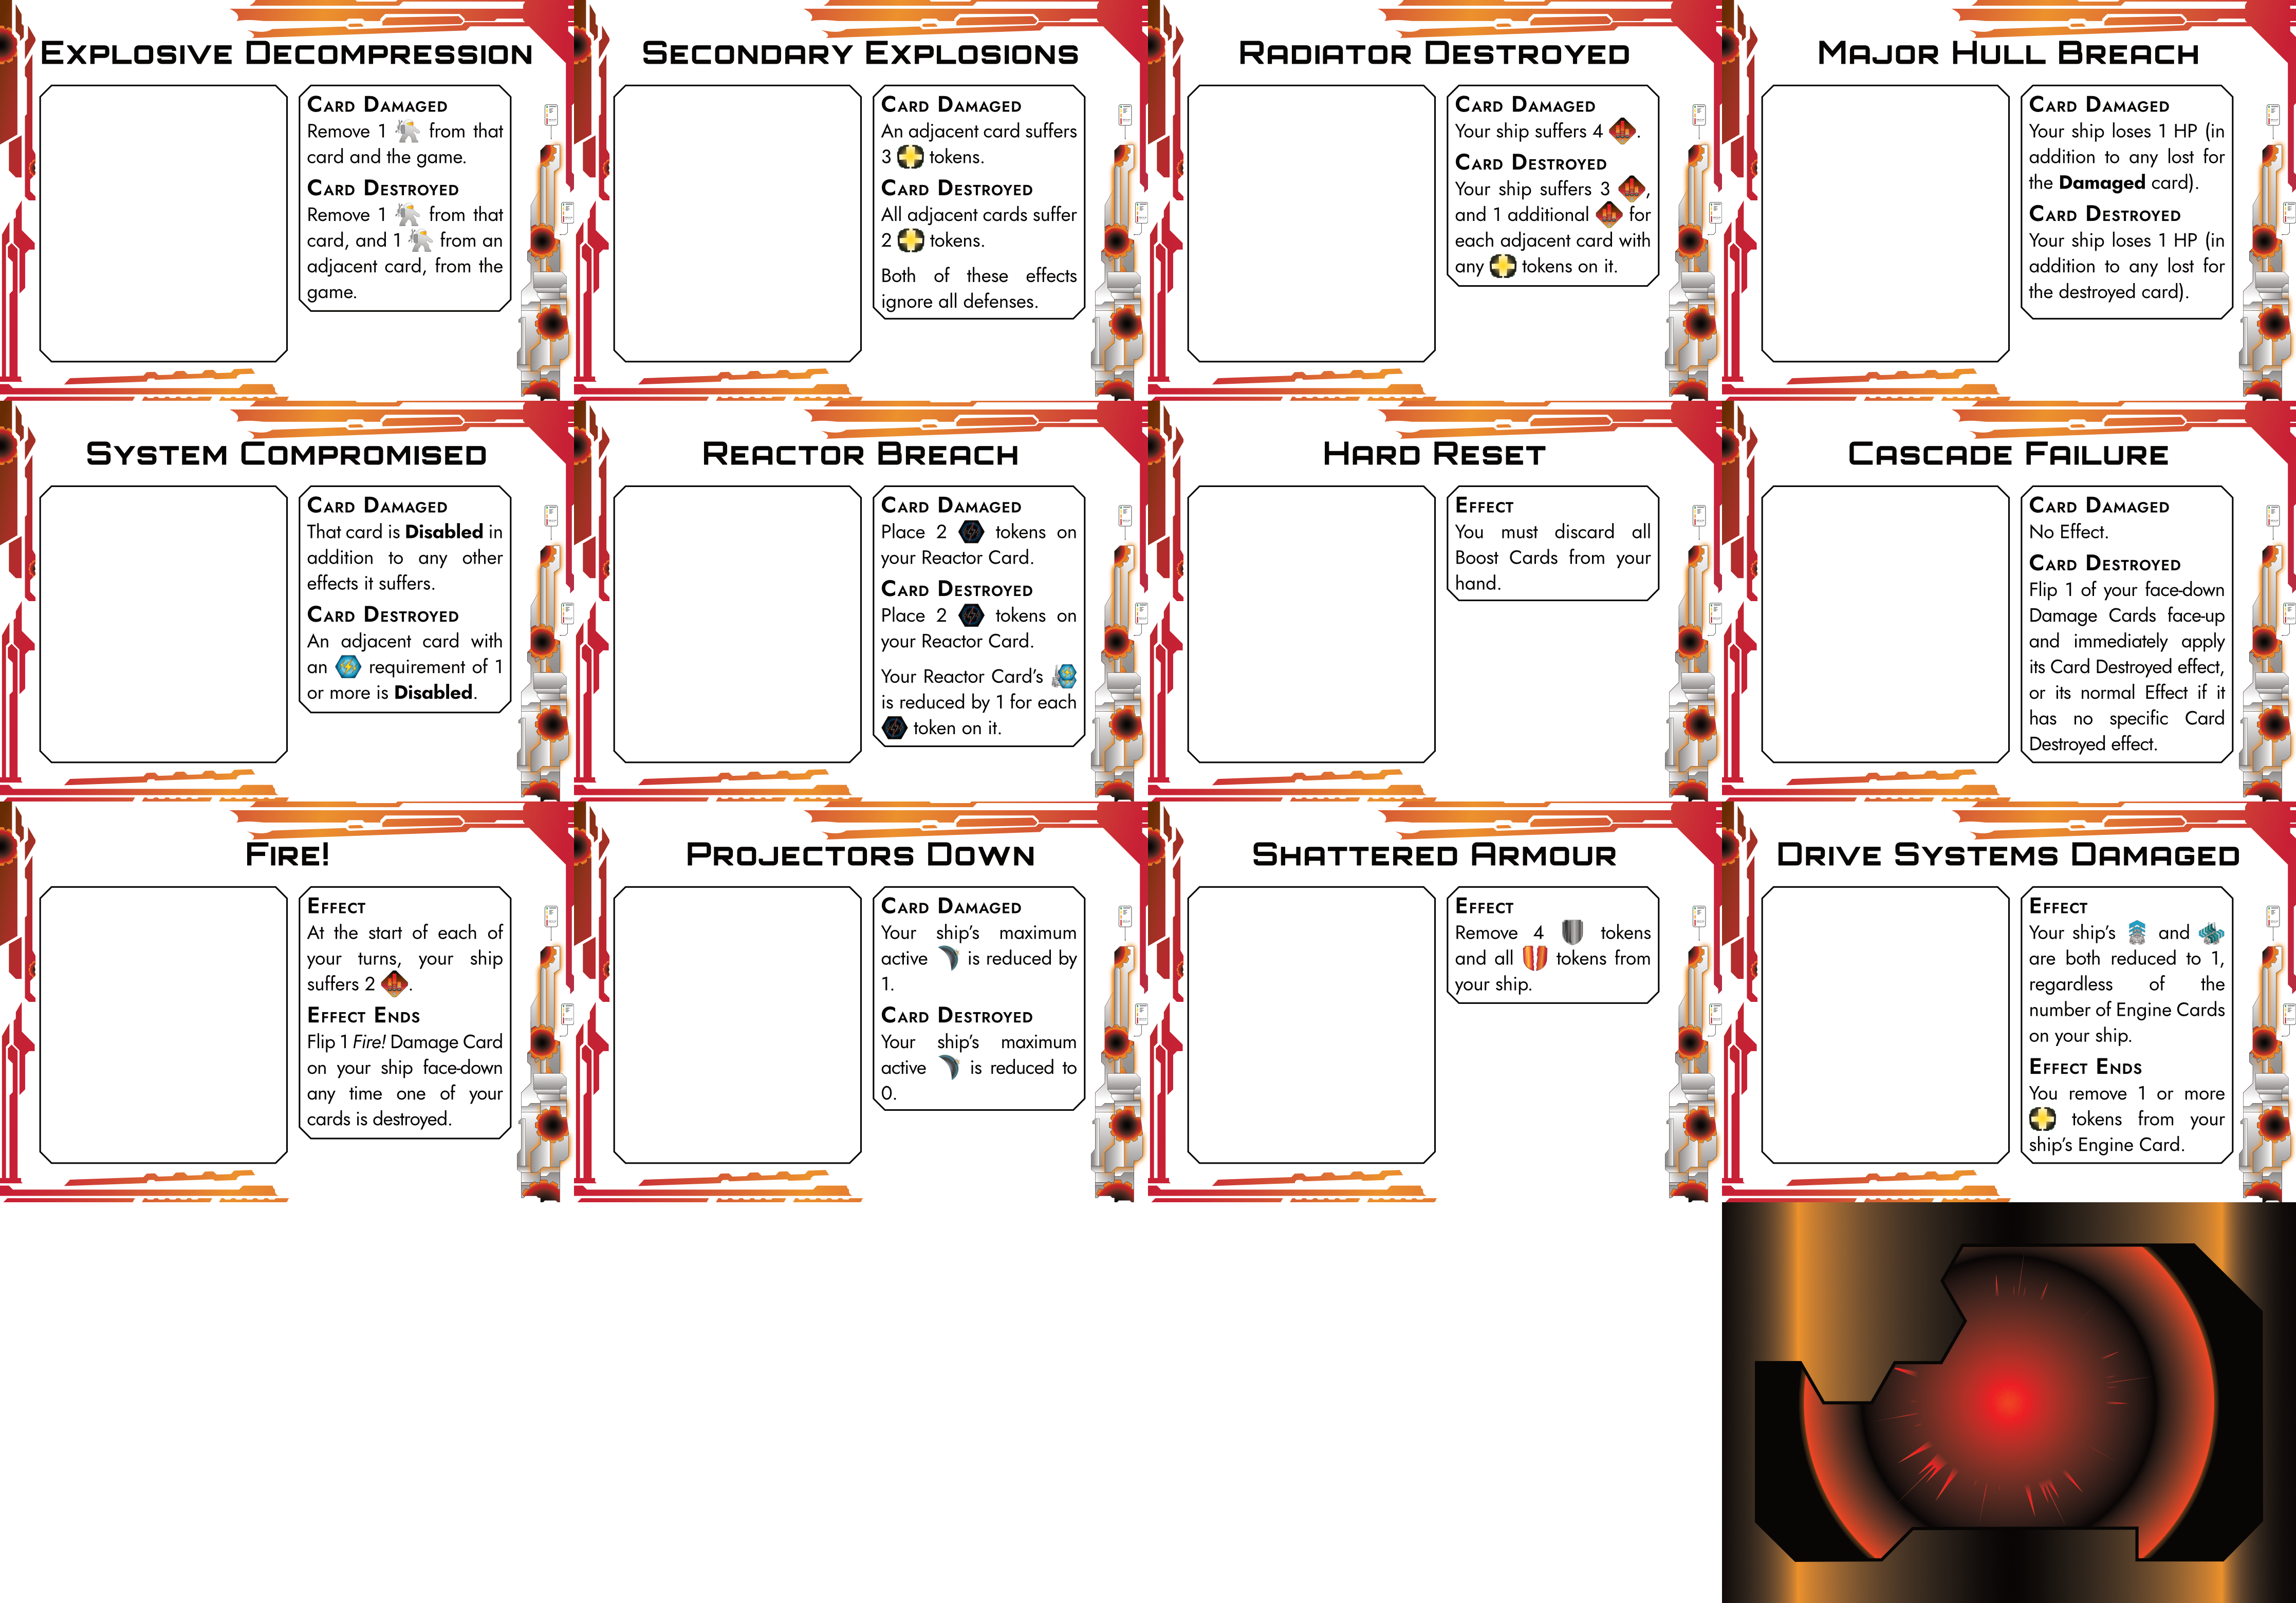 EXPLOSIVE DECOMPRESSION
CARD DAMAGED
Remove 1 from that
card and the game.
CARD DESTROYED
Remove 1 from that
card, and 1 from an
adjacent card, from the
game.
SECONDARY EXPLOSIONS
CARD DAMAGED
An adjacent card suffers
3 tokens.
CARD DESTROYED
All adjacent cards suffer
2 tokens.
Both of these effects
ignore all defenses.
RADIATOR DESTROYED
CARD DAMAGED
Your ship suffers 4 .
CARD DESTROYED
Your ship suffers 3 ,
and 1 additional for
each adjacent card with
any tokens on it.
MAJOR HULL BREACH
CARD DAMAGED
Your ship loses 1 HP (in
addition to any lost for
the Damaged card).
CARD DESTROYED
Your ship loses 1 HP (in
addition to any lost for
the destroyed card).
SYSTEM COMPROMISED
CARD DAMAGED
That card is Disabled in
addition to any other
effects it suffers.
CARD DESTROYED
An adjacent card with
an requirement of 1
or more is Disabled.
REACTOR BREACH
CARD DAMAGED
Place 2 tokens on
your Reactor Card.
CARD DESTROYED
Place 2 tokens on
your Reactor Card.
Your Reactor Card's
is reduced by 1 for each
token on it.
HARD RESET
EFFECT
You must discard all
Boost Cards from your
hand.
CASCADE FAILURE
CARD DAMAGED
No Effect.
CARD DESTROYED
Flip 1 of your face-down
Damage Cards face-up
and immediately apply
its Card Destroyed effect,
or its normal Effect if it
has no specific Card
Destroyed effect.
FIRE!
EFFECT
At the start of each of
your turns, your ship
suffers 2 .
EFFECT ENDS
Flip 1 Fire! Damage Card
on your ship face-down
any time one of your
cards is destroyed.
PROJECTORS DOWN
CARD DAMAGED
Your ship's maximum
active is reduced by
1.
CARD DESTROYED
Your ship's maximum
active is reduced to
0.
SHATTERED ARMOUR
EFFECT
Remove 4 tokens
and all tokens from
your ship.
DRIVE SYSTEMS DAMAGED
EFFECT
Your ship's and
are both reduced to 1,
regardless of the
number of Engine Cards
on your ship.
EFFECT ENDS
You remove 1 or more
tokens from your
ship's Engine Card.